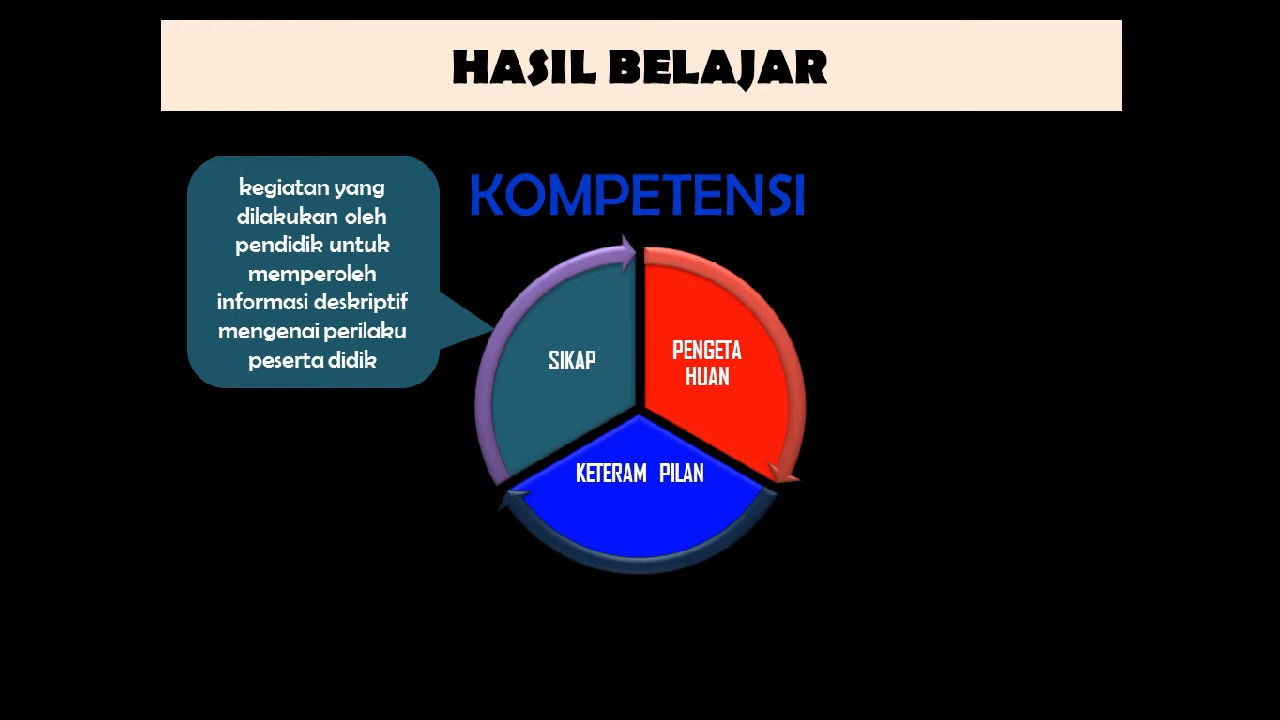 HASIL BELAJAR
kegiatan yang
dilakukan oleh
pendidik untuk
memperoleh
informasi deskriptif
mengenai perilaku
peserta didik
KOMPETENSI
SIKAP
PENGETA
HUAN
KETERAM PILAN